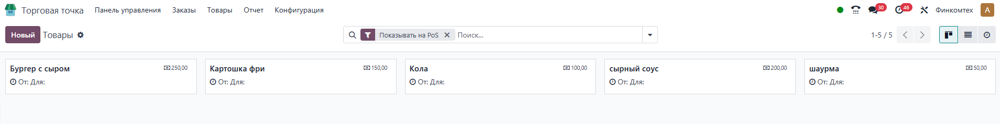 Торговая точка Панель управления Заказы Товары Отчет Конфигурация 30 46 Финкомтех А
Новый Товары Показывать на PoS Поиск... 1-5 / 5
Бургер с сыром 250,00 Картошка фри 150,00 Кола 100,00 сырный соус 200,00 шаурма 50,00
От: Для: От: Для: От: Для: От: Для: От: Для: